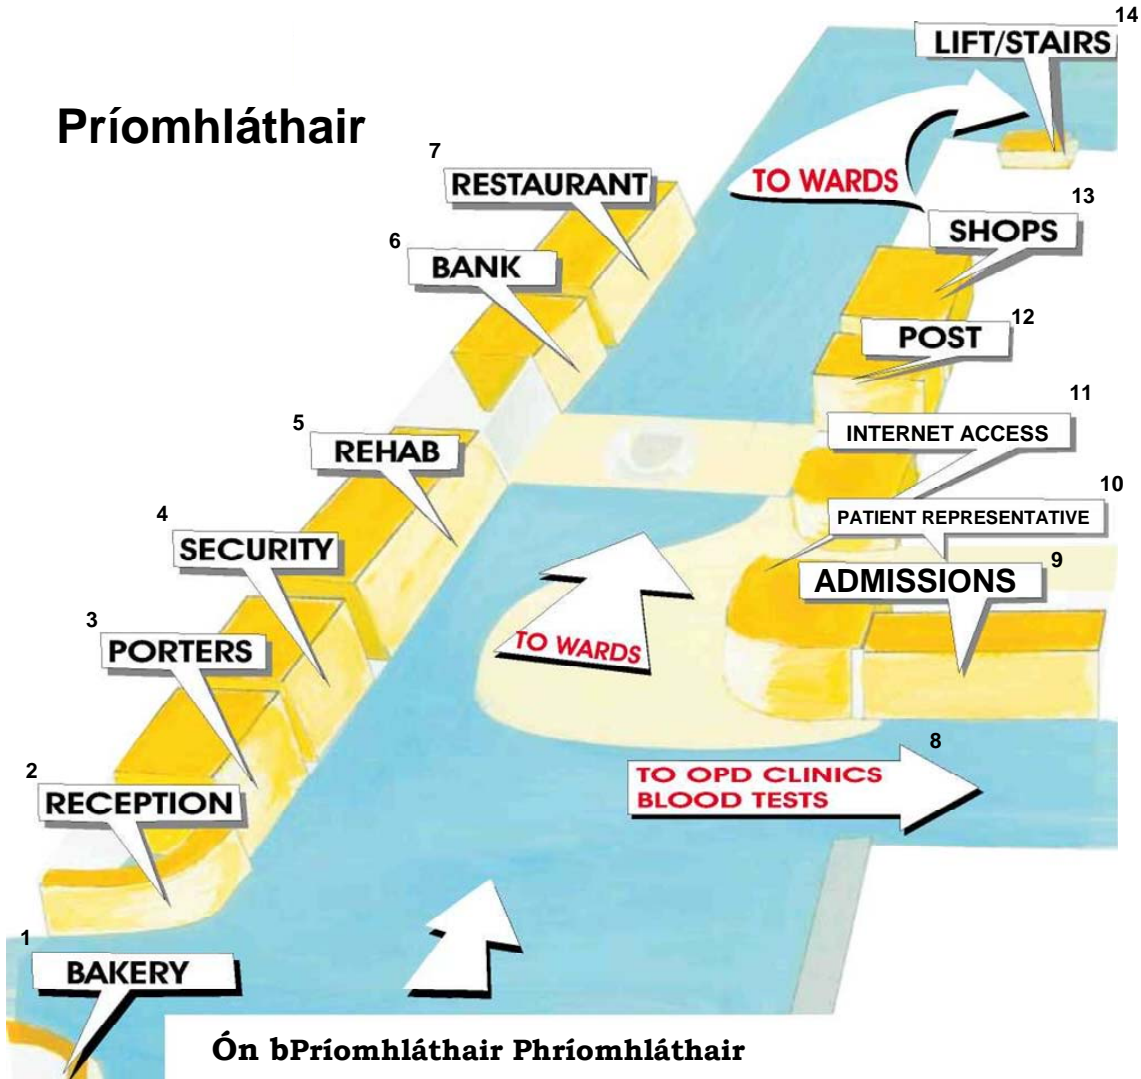 Príomhláthair
14
LIFT/STAIRS
TO WARDS
7
RESTAURANT
13
SHOPS
6
BANK
12
POST
11
INTERNET ACCESS
5
REHAB
10
PATIENT REPRESENTATIVE
4
SECURITY
9
ADMISSIONS
3
PORTERS
TO WARDS
8
TO OPD CLINICS
BLOOD TESTS
2
RECEPTION
1
BAKERY
Ón bPríomhláthair Phríomhláthair